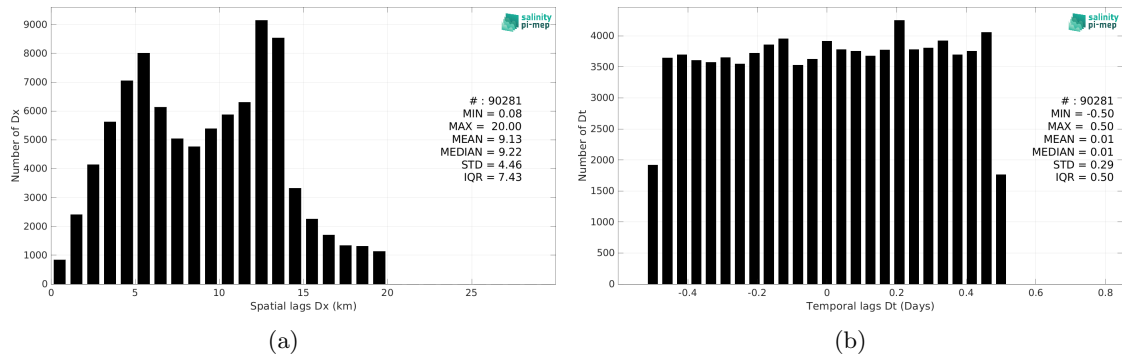 9000
8000
7000
6000
5000
4000
3000
2000
1000
0
Number of Dx
0 5 10 15 20 25
Spatial lags Dx (km)
salinity
pi-mep
# : 90281
MIN = 0.08
MAX = 20.00
MEAN = 9.13
MEDIAN = 9.22
STD = 4.46
IQR = 7.43
(a)
4000
3500
3000
2500
2000
1500
1000
500
0
Number of Dt
-0.4 -0.2 0 0.2 0.4 0.6 0.8
Temporal lags Dt (Days)
salinity
pi-mep
# : 90281
MIN = -0.50
MAX = 0.50
MEAN = 0.01
MEDIAN = 0.01
STD = 0.29
IQR = 0.50
(b)